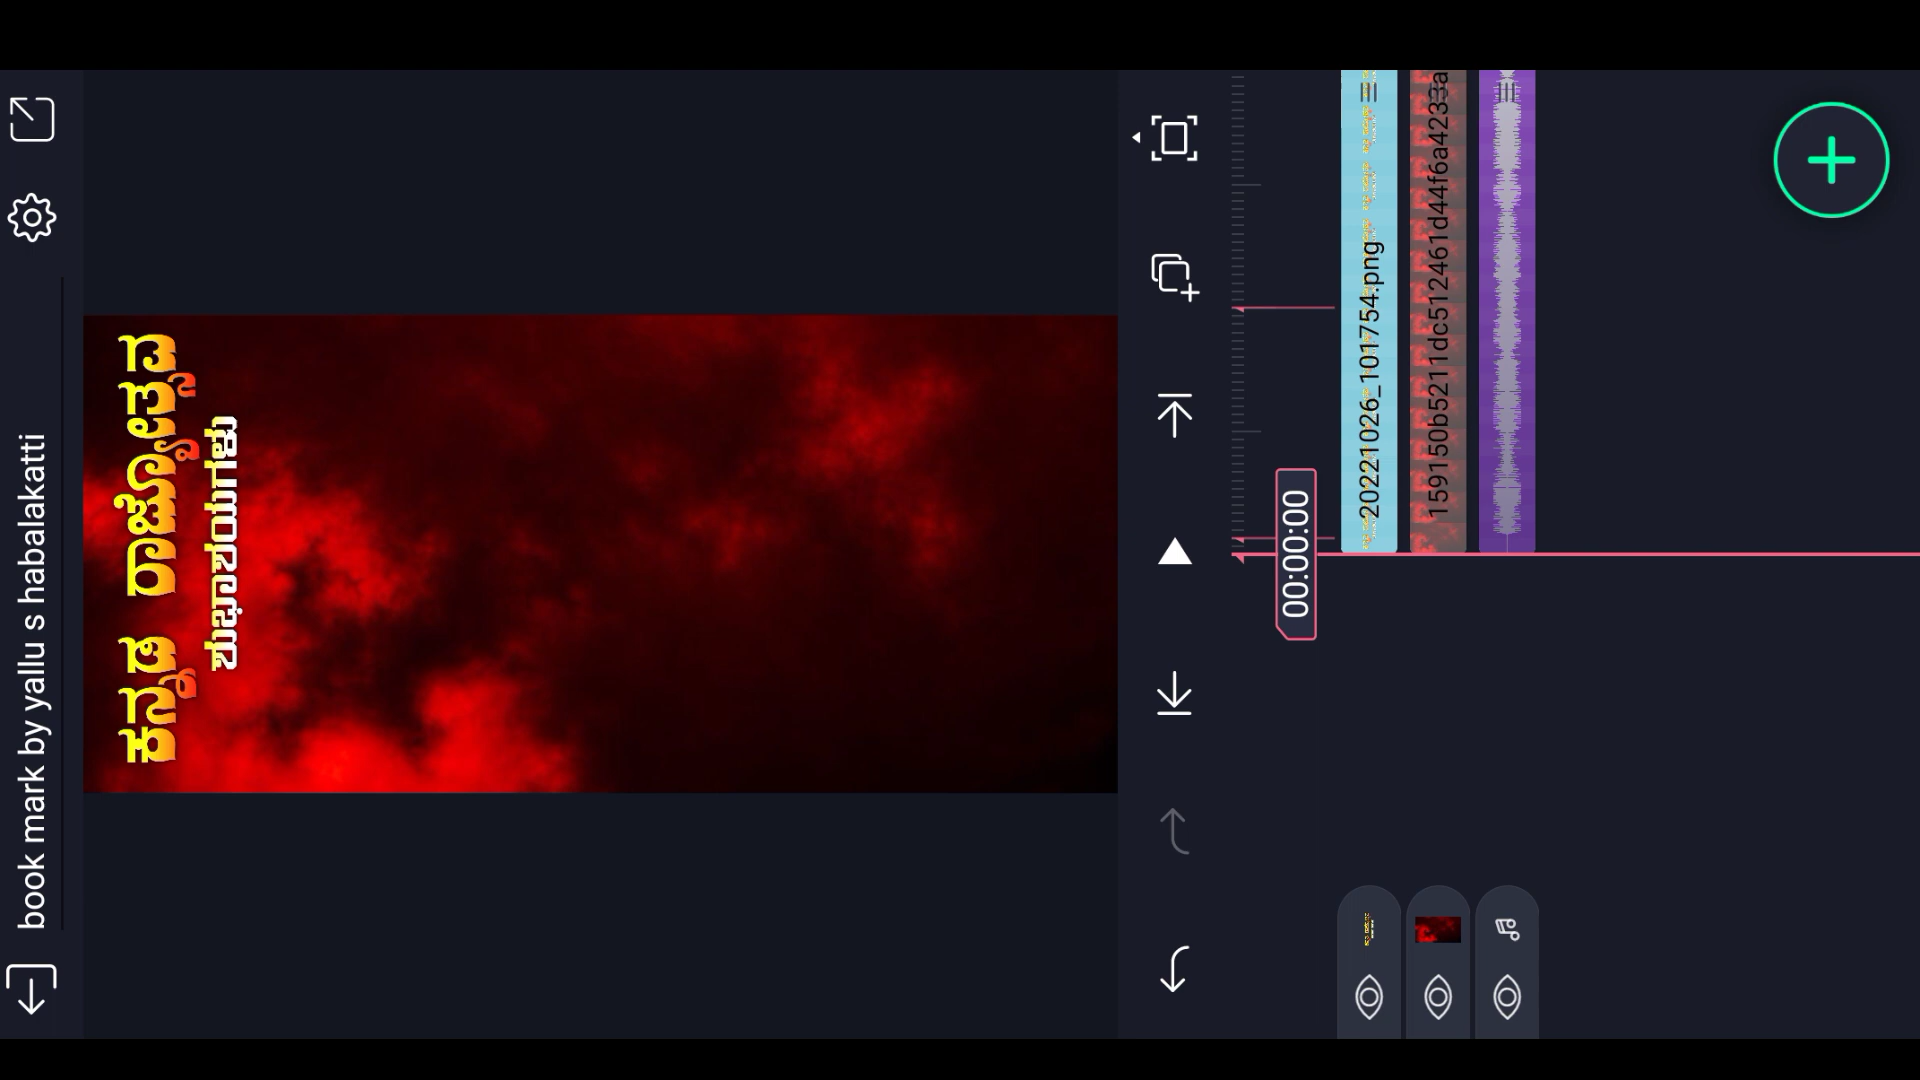 book mark by yallu s habalakatti
ಕನ್ನಡ ರಾಜ್ಯೋತ್ಸವ
ಶುಭಾಶಯಗಳು
00:00:00
20221026_101754.png
159150b5211dc512461d44f6a4233a